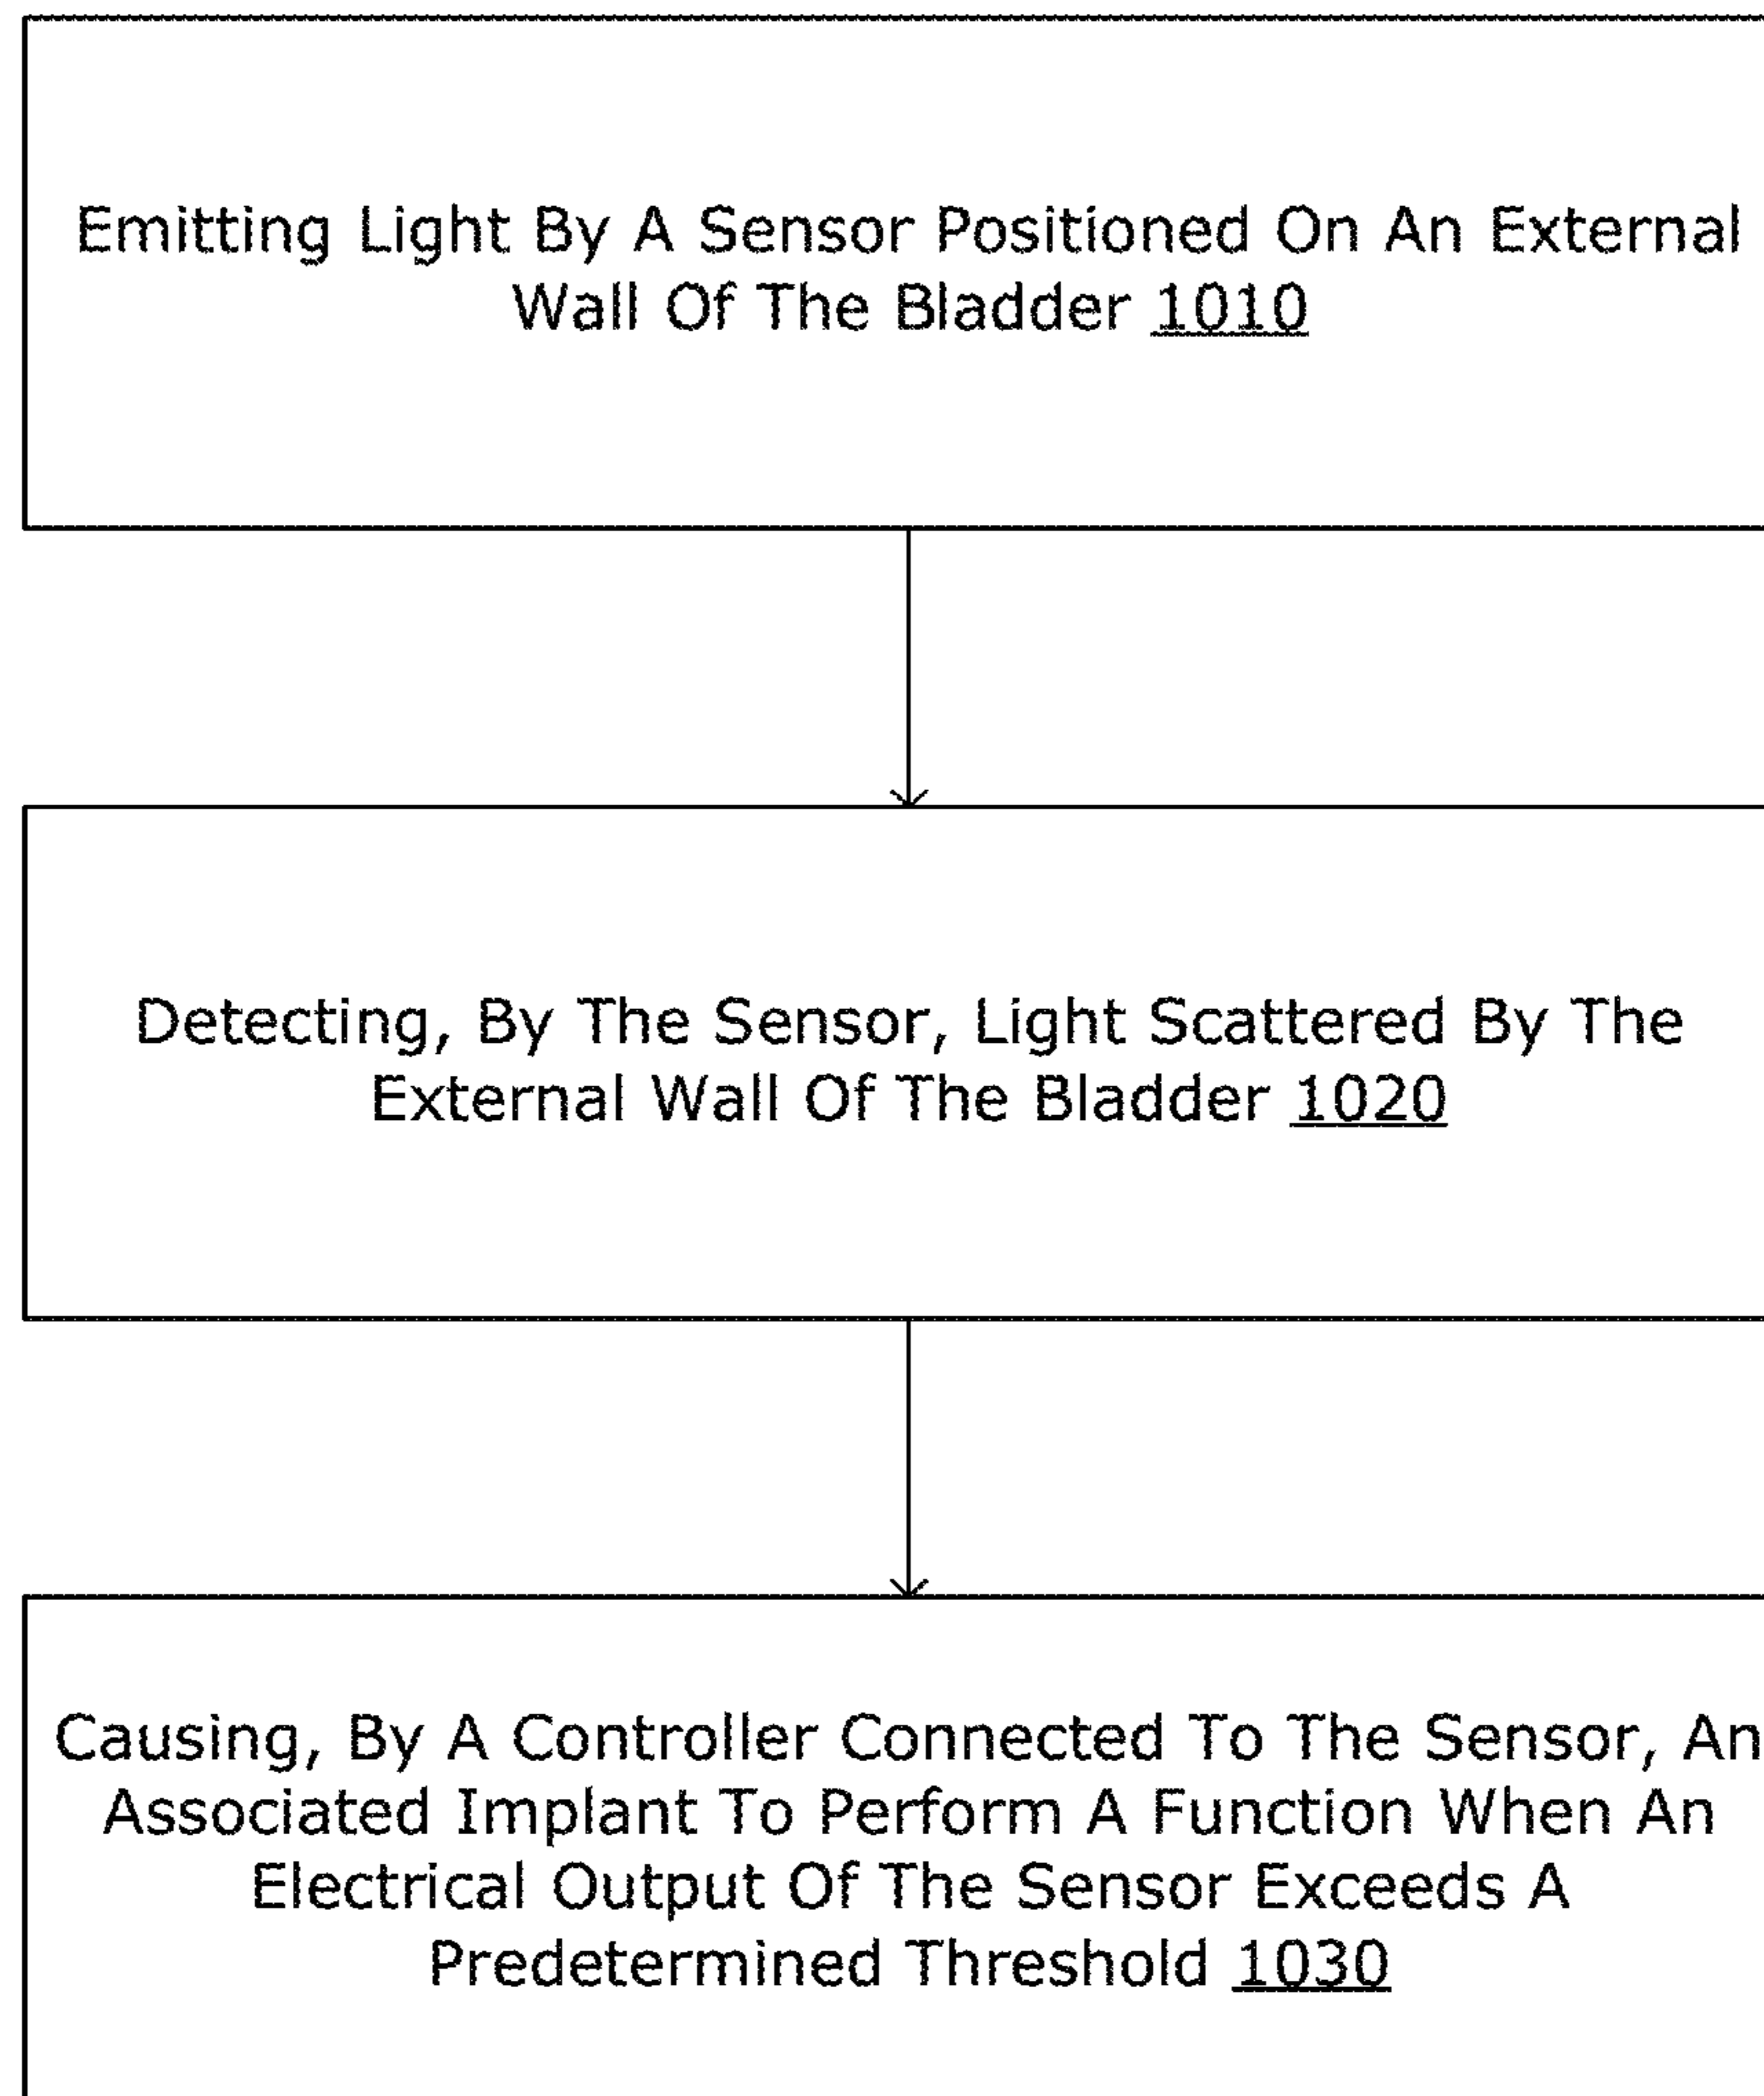 Emitting Light By A Sensor Positioned On An External
Wall Of The Bladder 1010
Detecting, By The Sensor, Light Scattered By The
External Wall Of The Bladder 1020
Causing, By A Controller Connected To The Sensor, An
Associated Implant To Perform A Function When An
Electrical Output Of The Sensor Exceeds A
Predetermined Threshold 1030